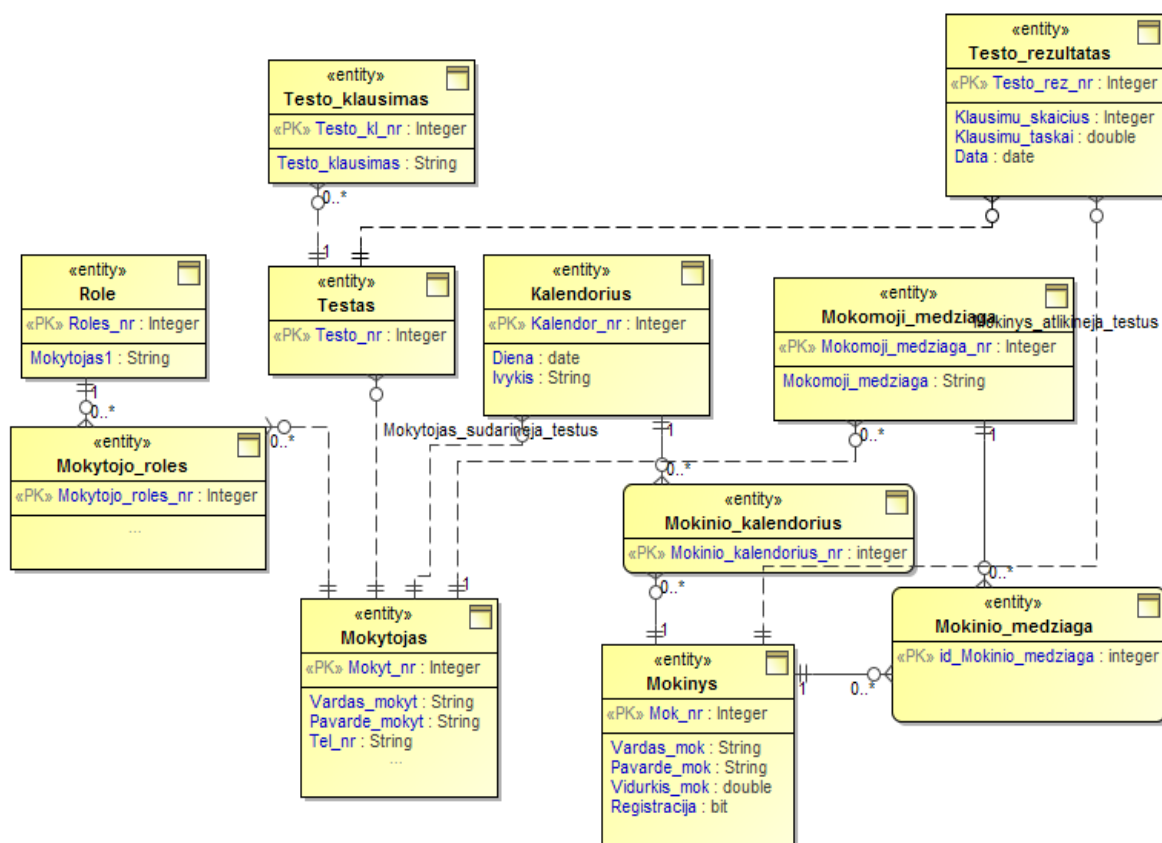 «entity»
Testo_rezultatas
«PK» Testo_rez_nr : Integer
Klausimu_skaicius : Integer
Klausimu_taskai : double
Data : date
«entity»
Testo_klausimas
«PK» Testo_kl_nr : Integer
Testo_klausimas : String
0..*
1
«entity»
Role
«PK» Roles_nr : Integer
Mokytojas1 : String
1
0..*
«entity»
Testas
«PK» Testo_nr : Integer
«entity»
Kalendorius
«PK» Kalendor_nr : Integer
Diena : date
Ivykis : String
«entity»
Mokomoji_medziaga
«PK» Mokomoji_medziaga_nr : Integer
Mokomoji_medziaga : String
Mokinys_atlikineja_testus
Mokytojas_sudarineja_testus
1
0..*
0..*
1
«entity»
Mokytojo_roles
«PK» Mokytojo_roles_nr : Integer
...
0..*
«entity»
Mokinio_kalendorius
«PK» Mokinio_kalendorius_nr : integer
0..*
1
0..*
1
«entity»
Mokytojas
«PK» Mokyt_nr : Integer
Vardas_mokyt : String
Pavarde_mokyt : String
Tel_nr : String
...
«entity»
Mokinio_medziaga
«PK» id_Mokinio_medziaga : integer
«entity»
Mokinys
«PK» Mok_nr : Integer
Vardas_mok : String
Pavarde_mok : String
Vidurkis_mok : double
Registracija : bit
1
0..*